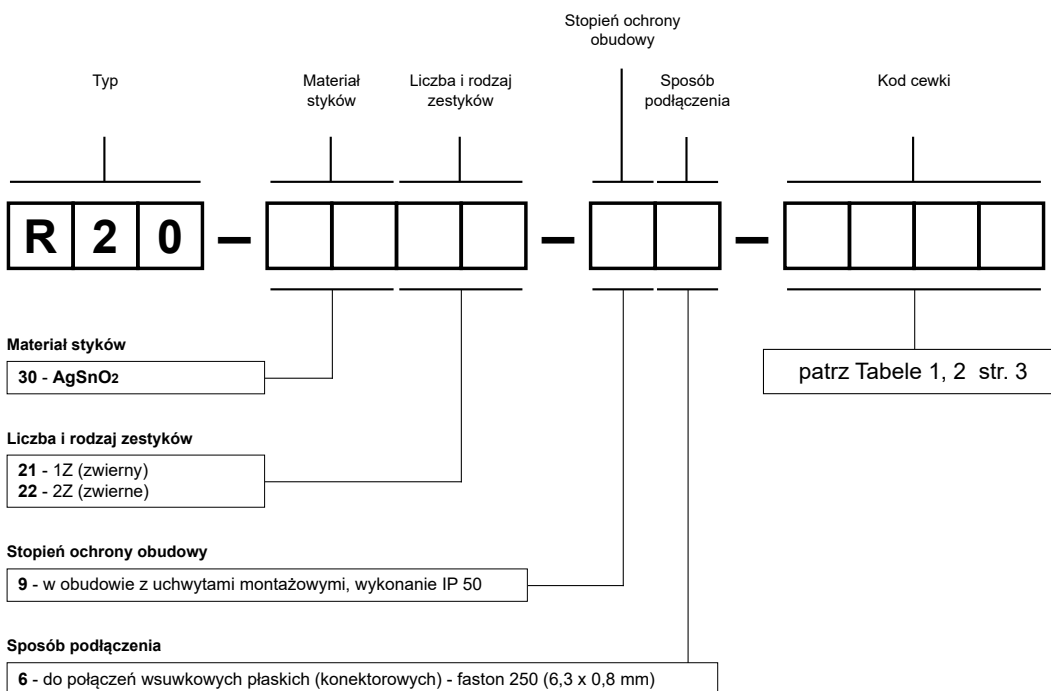 Stopień ochrony
obudowy
Typ
Materiał
styków
Liczba i rodzaj
zestyków
Sposób
podłączenia
Kod cewki
R 2 0 – – –
Materiał styków
30 - AgSnO2
patrz Tabele 1, 2 str. 3
Liczba i rodzaj zestyków
21 - 1Z (zwierny)
22 - 2Z (zwierne)
Stopień ochrony obudowy
9 - w obudowie z uchwytami montażowymi, wykonanie IP 50
Sposób podłączenia
6 - do połączeń wsuwkowych płaskich (konektorowych) - faston 250 (6,3 x 0,8 mm)